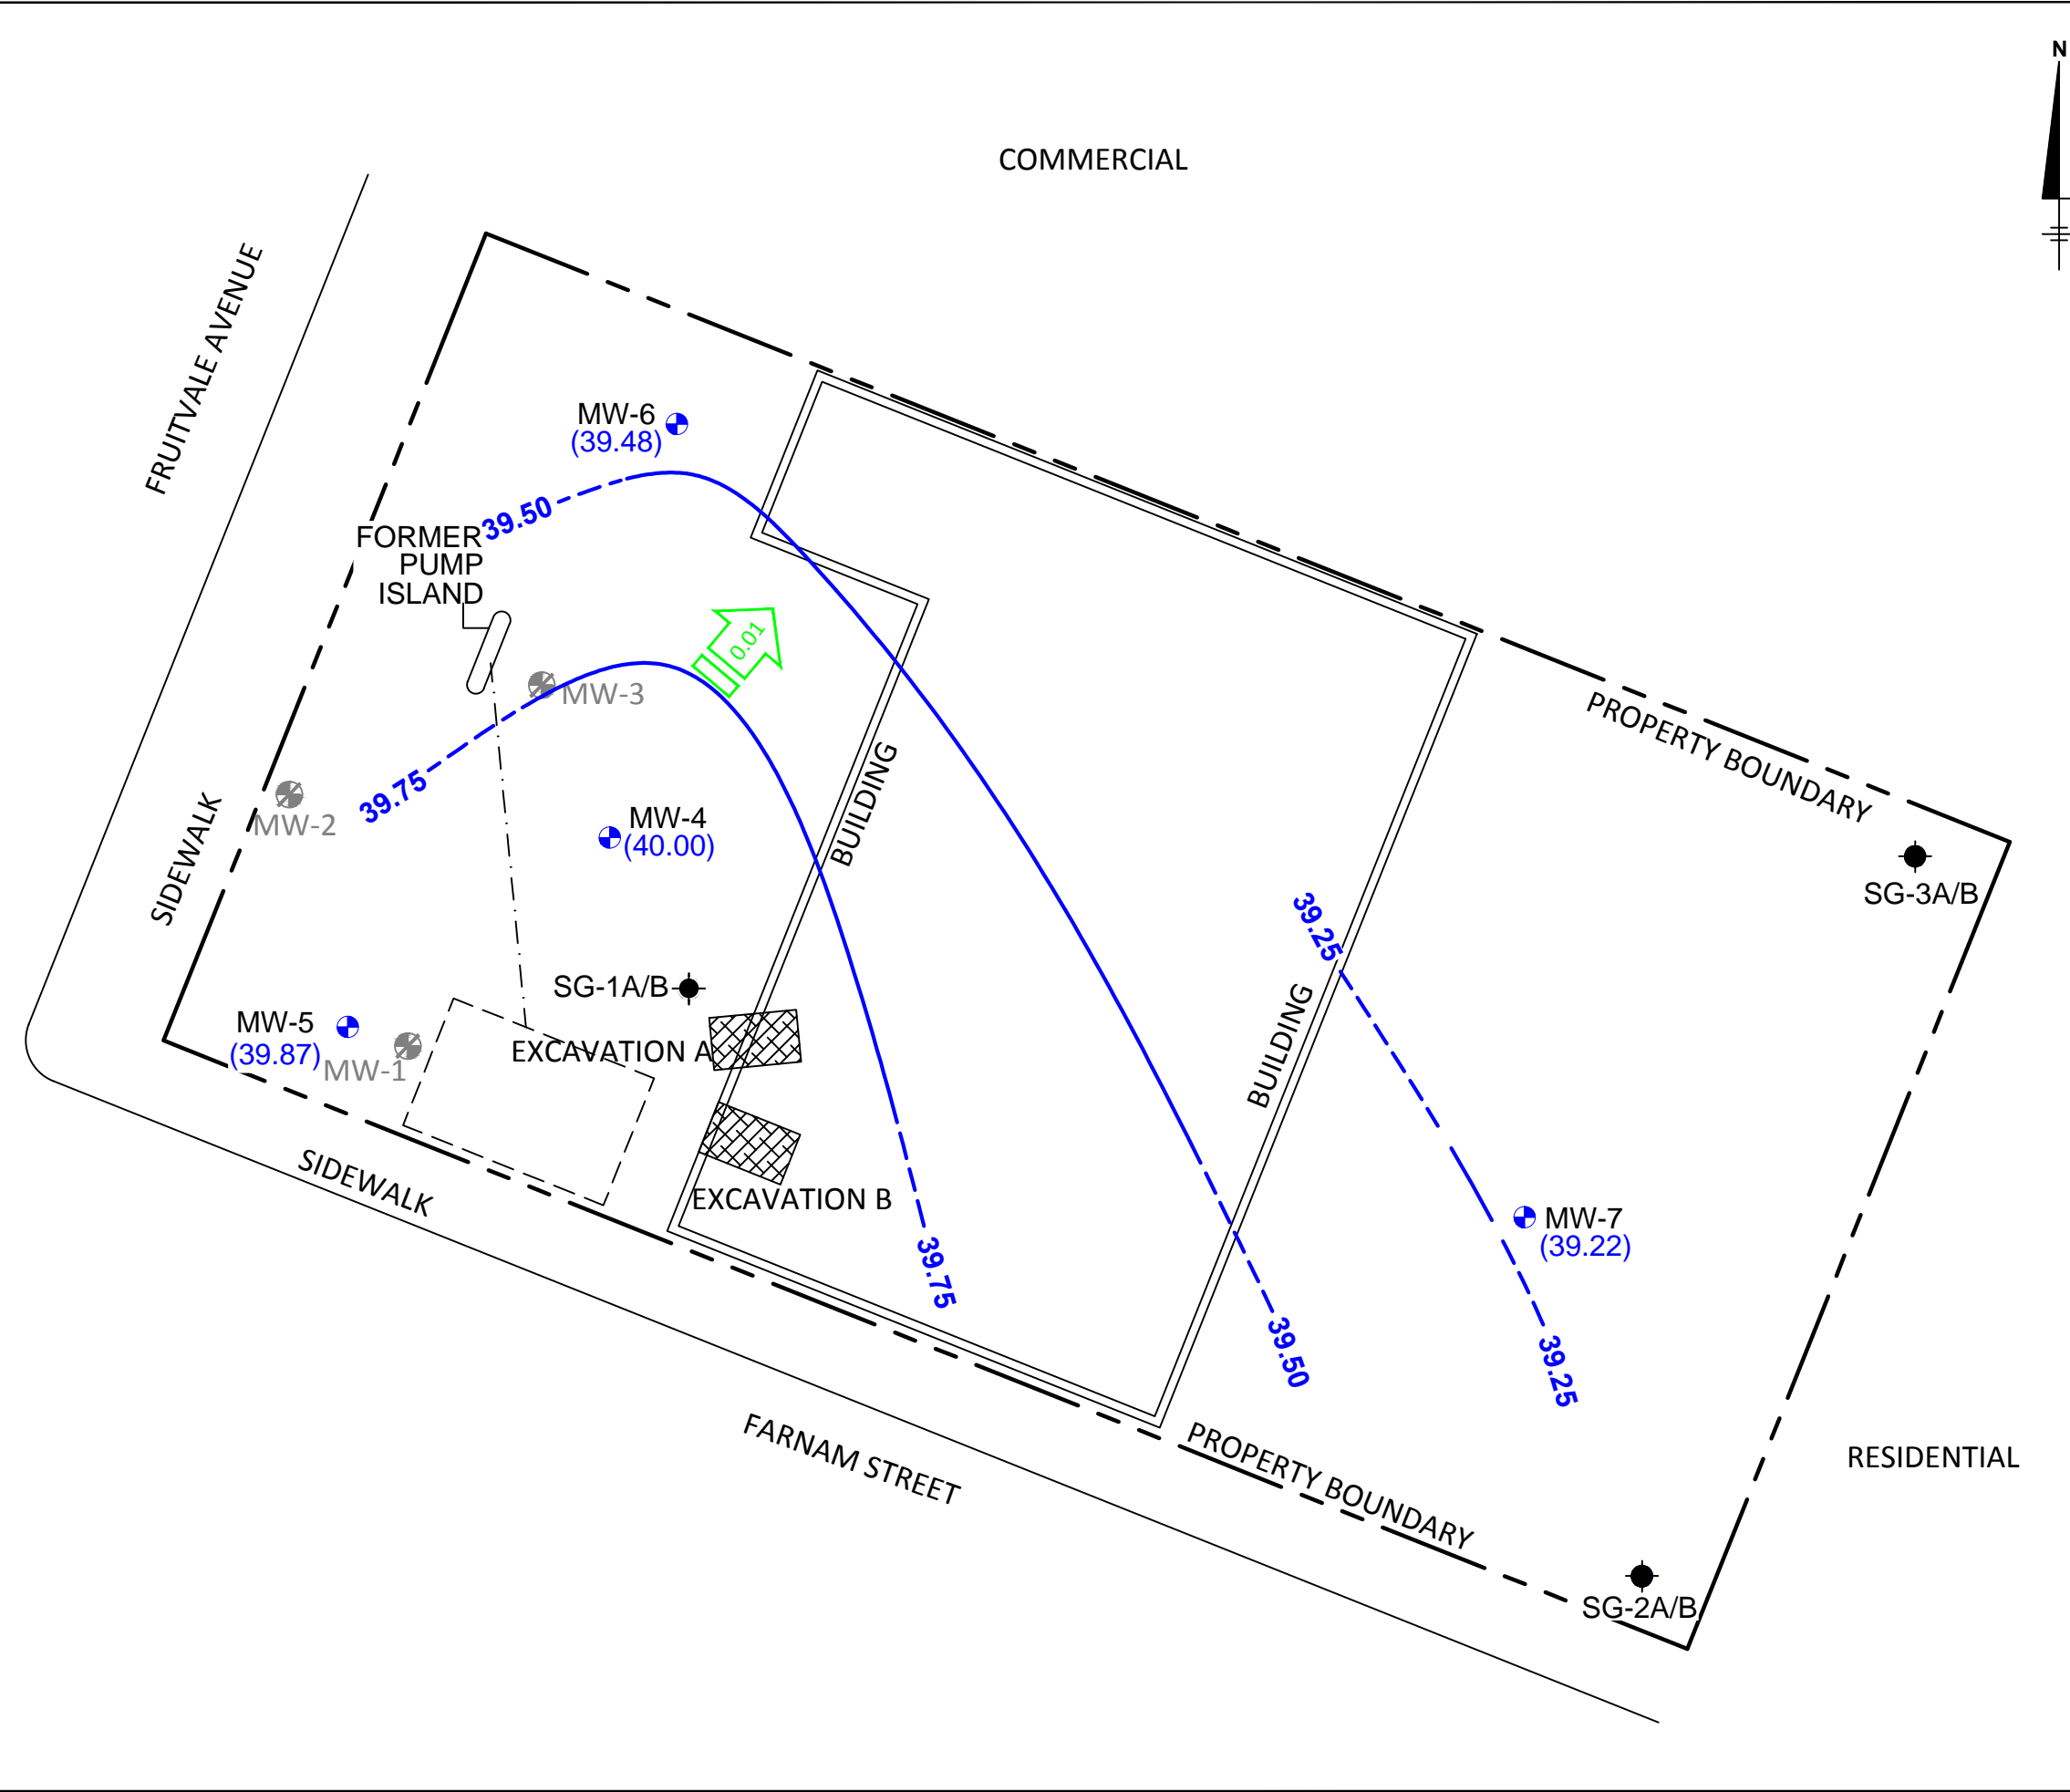 N
COMMERCIAL
FRUITVALE AVENUE
MW-6
(39.48)
39.50
FORMER
PUMP
ISLAND
0.01
MW-3
PROPERTY BOUNDARY
39.75
MW-2
MW-4
(40.00)
BUILDING
SIDEWALK
SG-3A/B
39.25
SG-1A/B
MW-5
(39.87)
MW-1
EXCAVATION A
BUILDING
SIDEWALK
EXCAVATION B
MW-7
(39.22)
39.75
39.50
39.25
FARNAM STREET
PROPERTY BOUNDARY
RESIDENTIAL
SG-2A/B